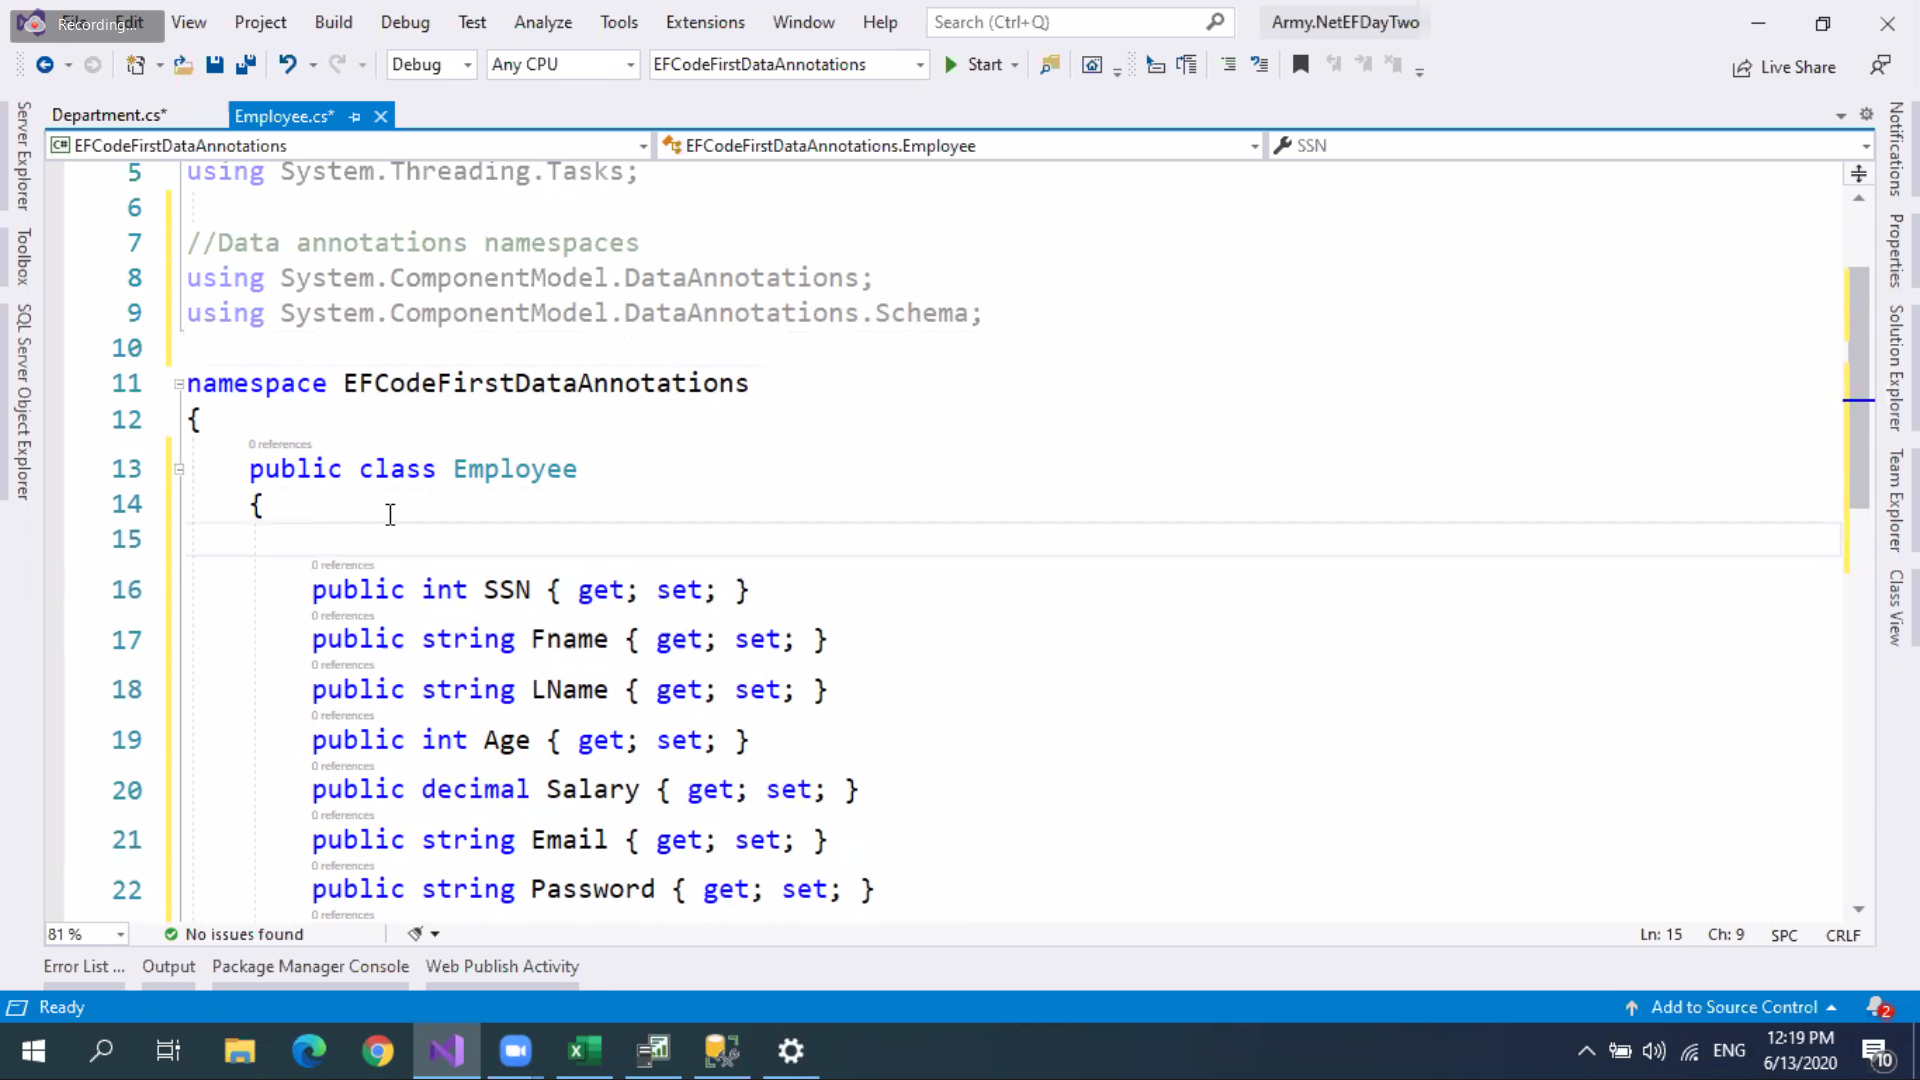 Recording...
File Edit View Project Build Debug Test Analyze Tools Extensions Window Help Search (Ctrl+Q) Army.NetEFDayTwo
Debug Any CPU EFCodeFirstDataAnnotations Start Live Share
Department.cs* Employee.cs*
C# EFCodeFirstDataAnnotations EFCodeFirstDataAnnotations.Employee SSN
5 using System.Threading.Tasks;
6
7 //Data annotations namespaces
8 using System.ComponentModel.DataAnnotations;
9 using System.ComponentModel.DataAnnotations.Schema;
10
11 namespace EFCodeFirstDataAnnotations
12 {
0 references
13 public class Employee
14 {
15
0 references
16 public int SSN { get; set; }
0 references
17 public string Fname { get; set; }
0 references
18 public string LName { get; set; }
0 references
19 public int Age { get; set; }
0 references
20 public decimal Salary { get; set; }
0 references
21 public string Email { get; set; }
0 references
22 public string Password { get; set; }
0 references
Server Explorer
Toolbox
SQL Server Object Explorer
Notifications
Properties
Solution Explorer
Team Explorer
Class View
81 % No issues found Ln: 15 Ch: 9 SPC CRLF
Error List ... Output Package Manager Console Web Publish Activity
Ready Add to Source Control 2
ENG 12:19 PM
6/13/2020 10